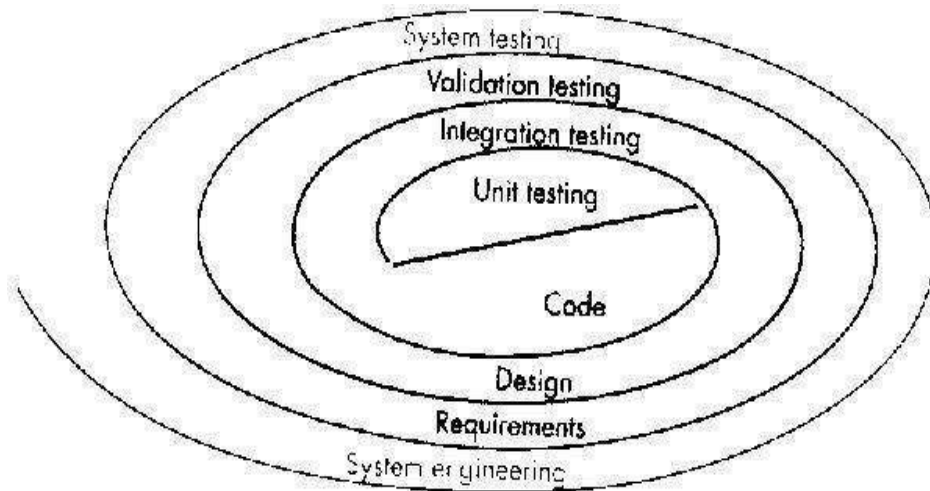 System testing
Validation testing
Integration testing
Unit testing
Code
Design
Requirements
System engineering